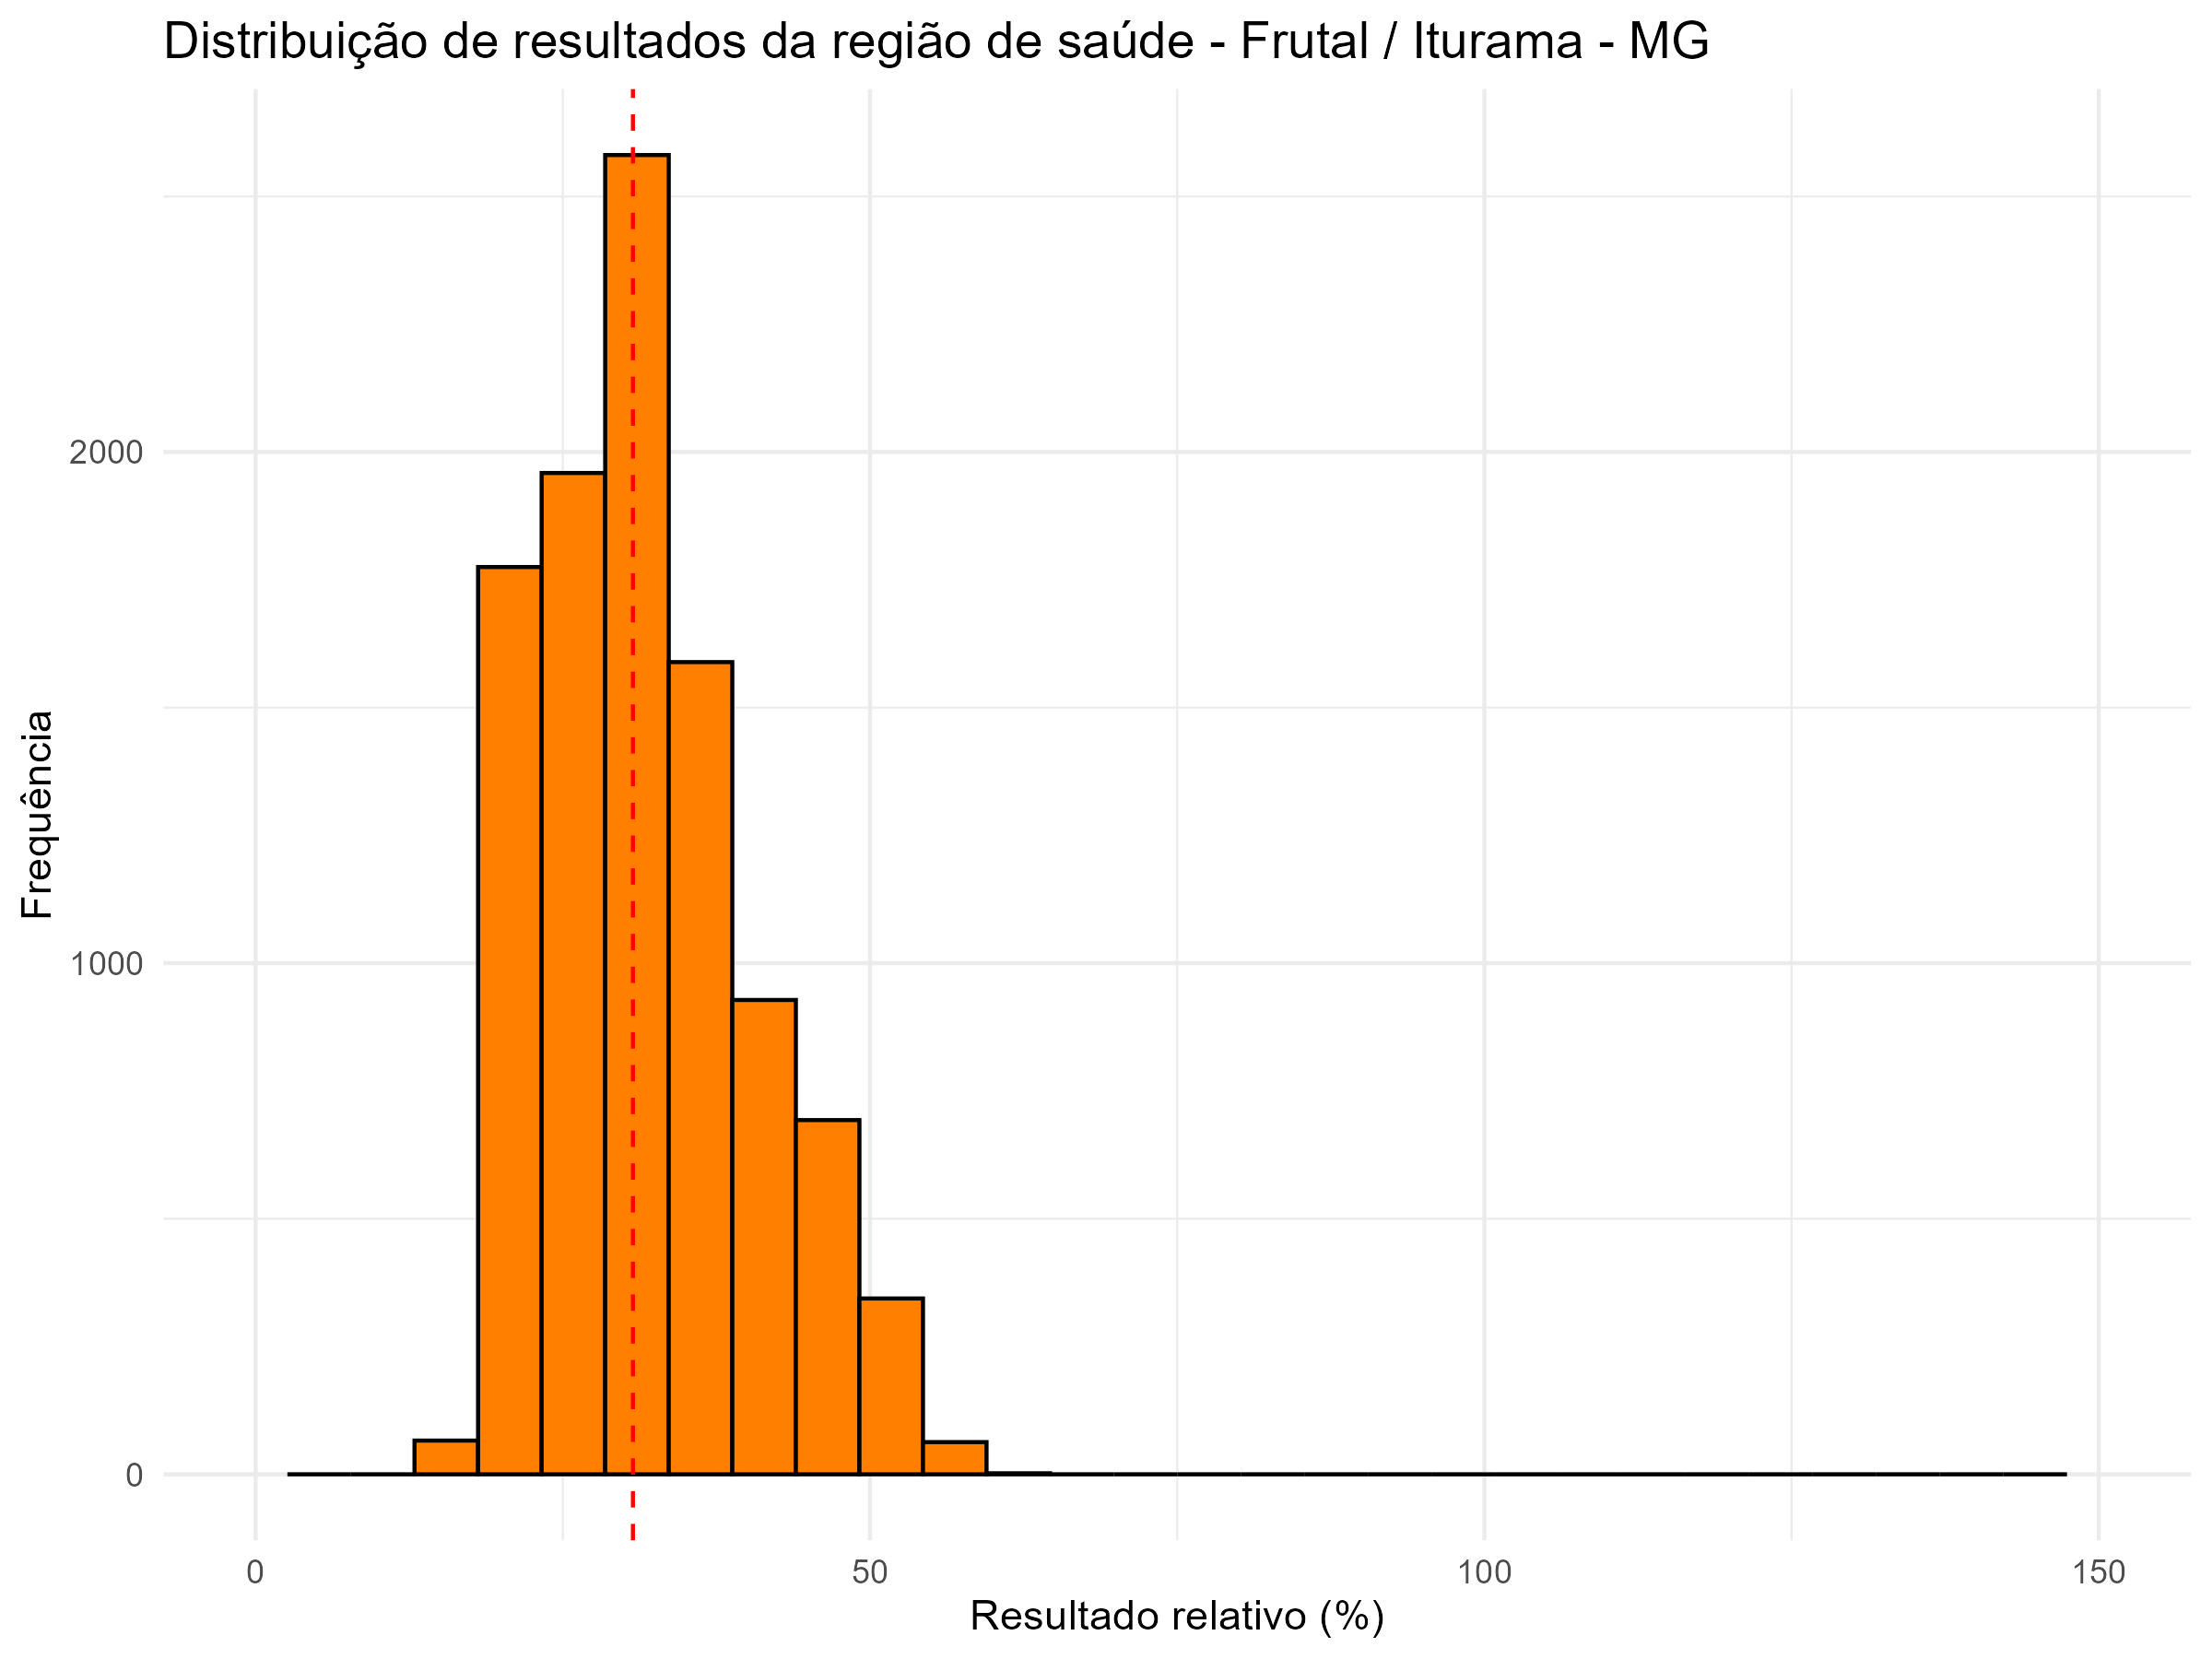 Distribuição de resultados da região de saúde - Frutal / Iturama - MG
Frequência
2000
1000
0
0
50
100
150
Resultado relativo (%)